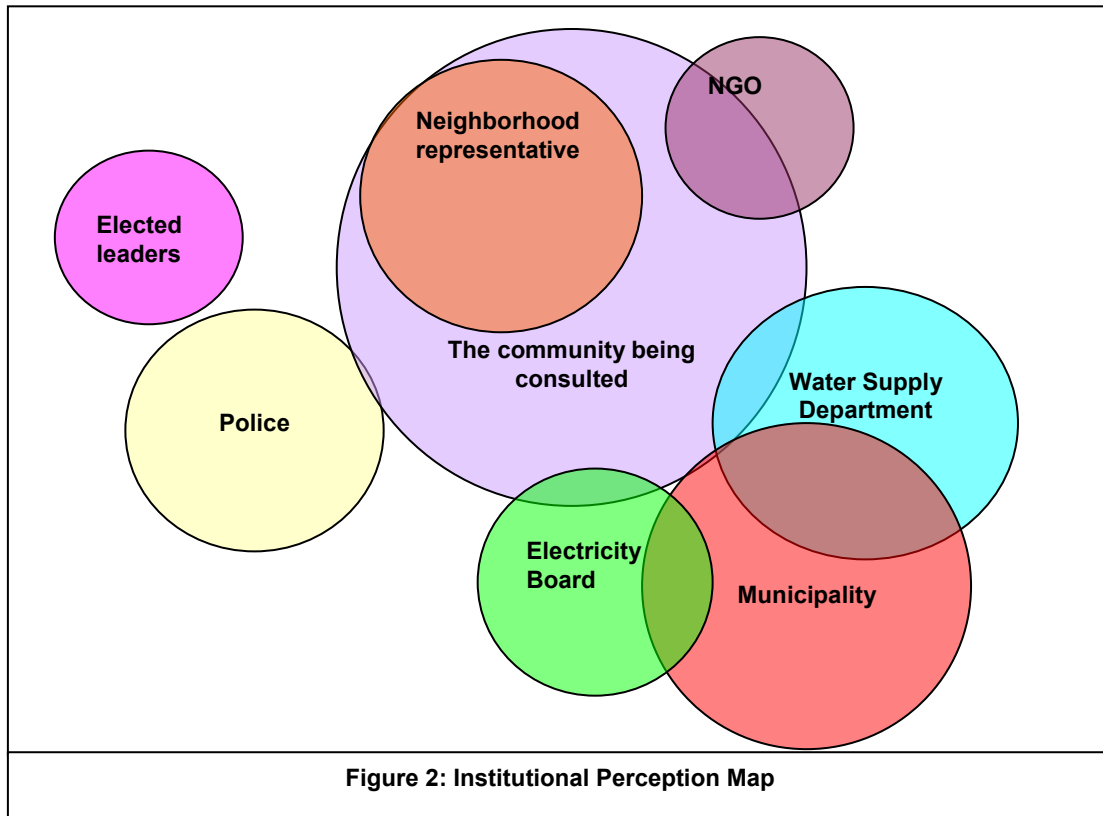 NGO
Neighborhood
representative
Elected
leaders
The community being
consulted
Water Supply
Department
Police
Electricity
Board
Municipality
Figure 2: Institutional Perception Map